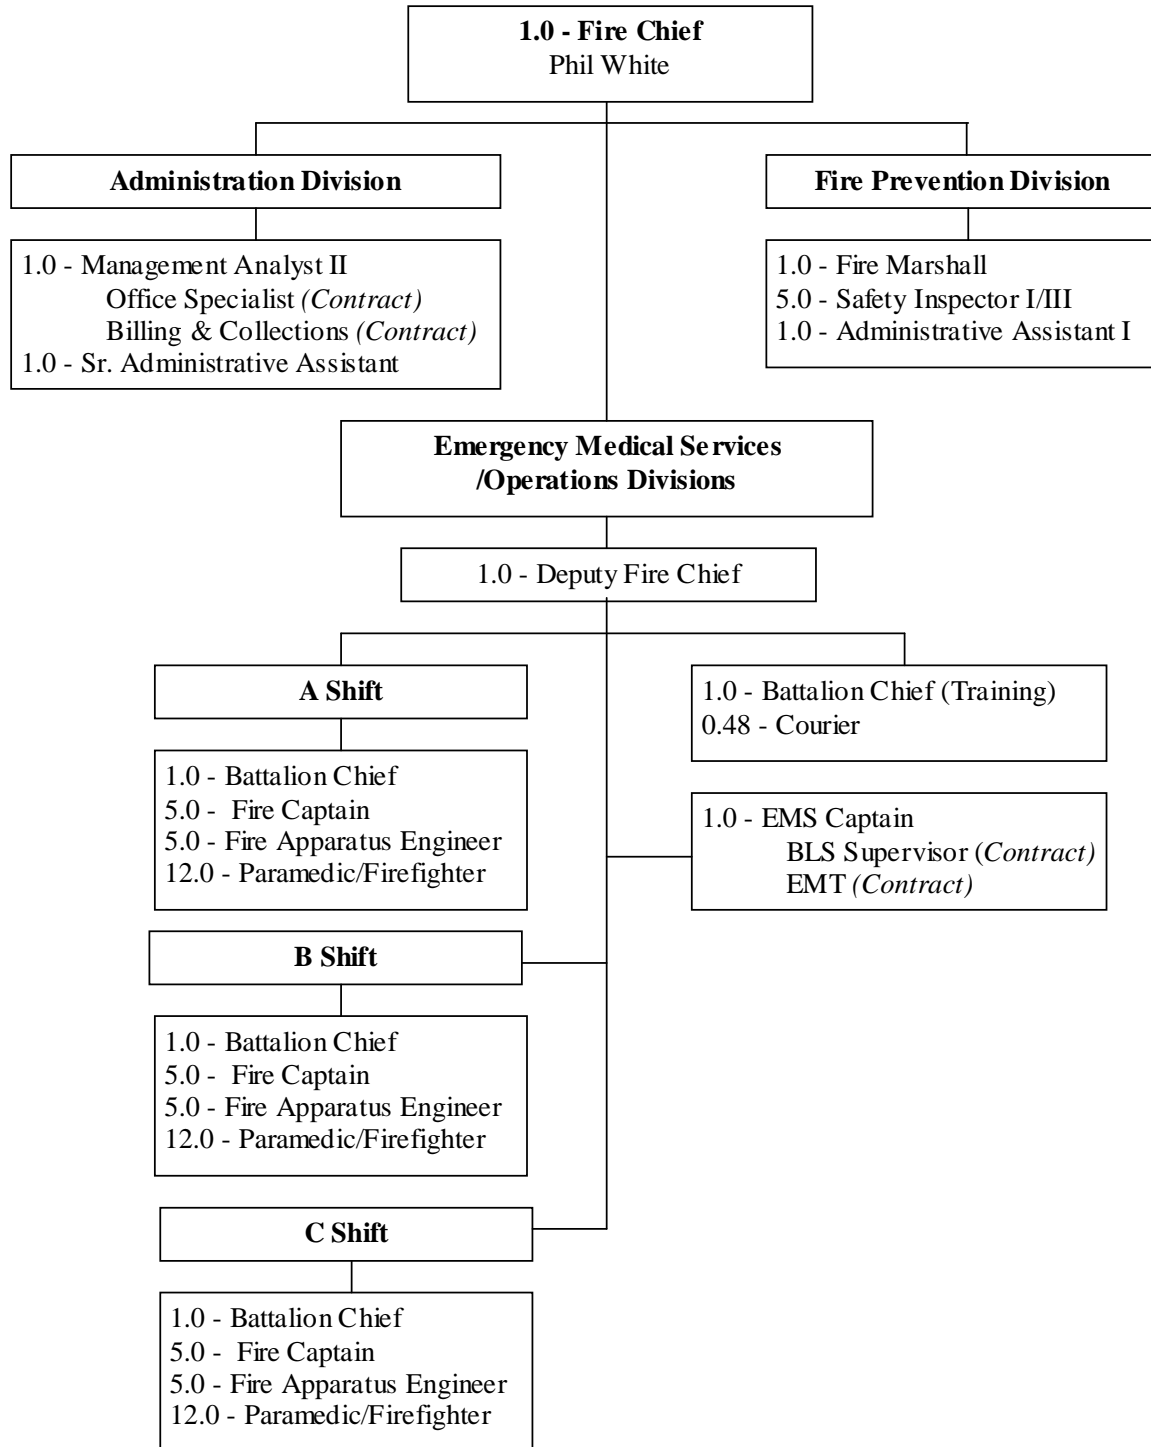 1.0 - Fire Chief
Phil White
Administration Division
1.0 - Management Analyst II
Office Specialist (Contract)
Billing & Collections (Contract)
1.0 - Sr. Administrative Assistant
Fire Prevention Division
1.0 - Fire Marshall
5.0 - Safety Inspector I/III
1.0 - Administrative Assistant I
Emergency Medical Services
/Operations Divisions
1.0 - Deputy Fire Chief
A Shift
1.0 - Battalion Chief
5.0 - Fire Captain
5.0 - Fire Apparatus Engineer
12.0 - Paramedic/Firefighter
1.0 - Battalion Chief (Training)
0.48 - Courier
1.0 - EMS Captain
BLS Supervisor (Contract)
EMT (Contract)
B Shift
1.0 - Battalion Chief
5.0 - Fire Captain
5.0 - Fire Apparatus Engineer
12.0 - Paramedic/Firefighter
C Shift
1.0 - Battalion Chief
5.0 - Fire Captain
5.0 - Fire Apparatus Engineer
12.0 - Paramedic/Firefighter